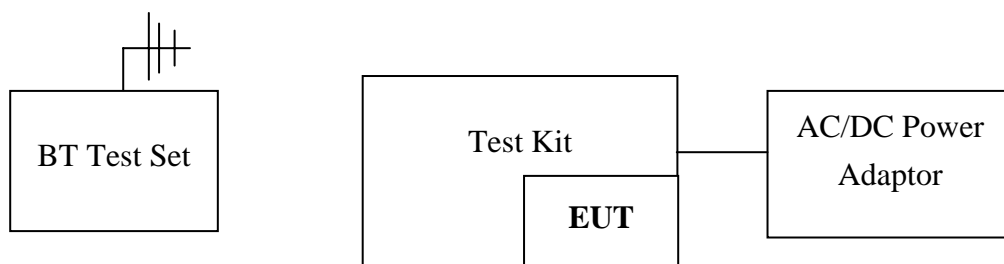 BT Test Set
Test Kit
EUT
AC/DC Power
Adaptor